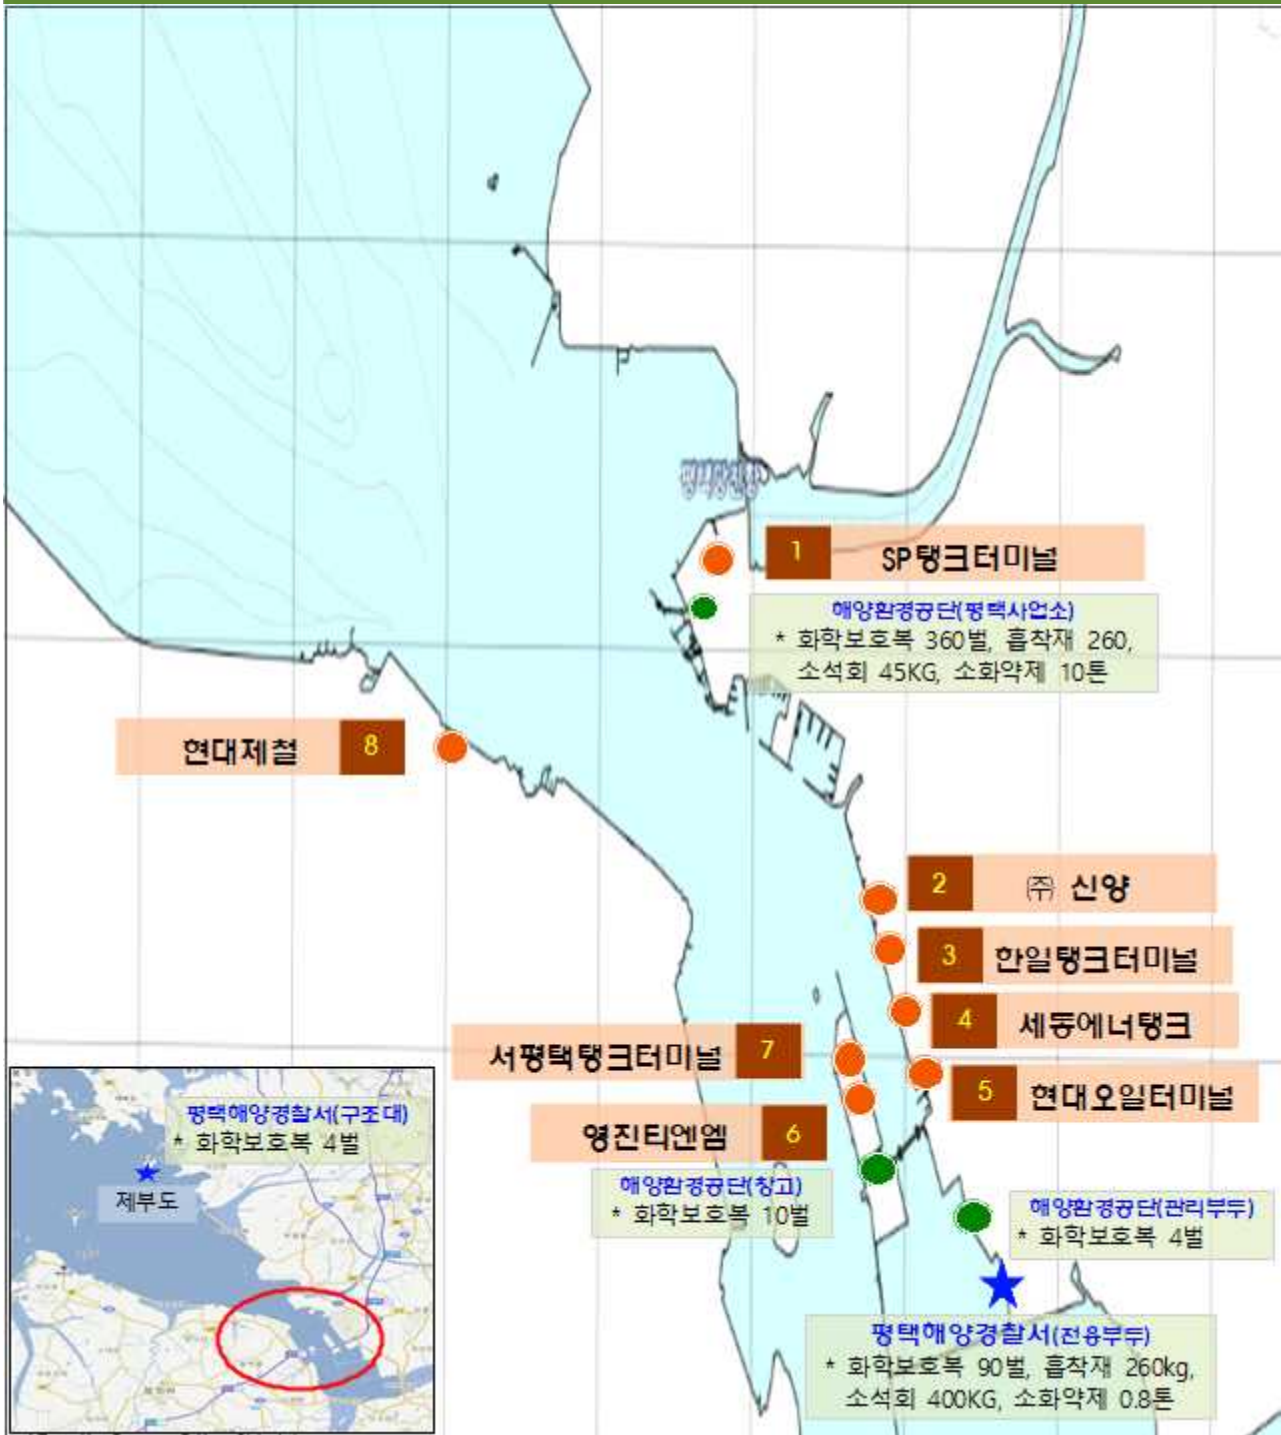 1 SP탱크터미널
해양환경공단(평택사업소)
* 화학보호복 360벌, 흡착재 260,
소석회 45KG, 소화약제 10톤
현대제철 8
2 ㈜ 신양
3 한일탱크터미널
4 세동에너탱크
서평택탱크터미널 7
5 현대오일터미널
영진티엔엠 6
해양환경공단(창고)
* 화학보호복 10벌
해양환경공단(관리부두)
* 화학보호복 4벌
평택해양경찰서(전용부두)
* 화학보호복 90벌, 흡착재 260kg,
소석회 400KG, 소화약제 0.8톤
평택해양경찰서(구조대)
* 화학보호복 4벌
제부도